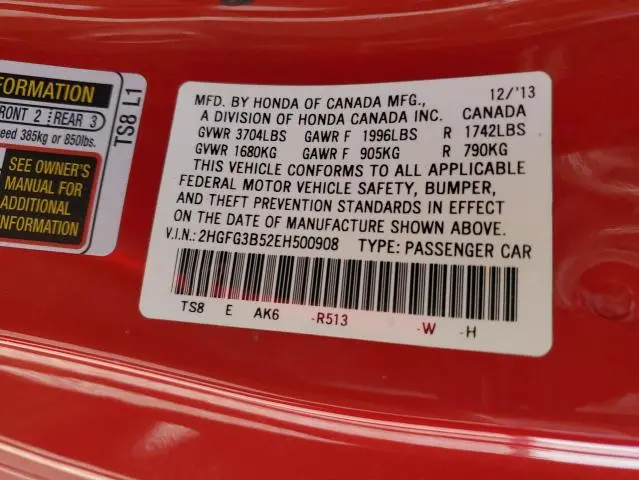 FORMATION
FRONT 2 REAR 3
eed 385kg or 850lbs.
SEE OWNER'S
MANUAL FOR
ADDITIONAL
INFORMATION
TS8 L1
12/'13
MFD. BY HONDA OF CANADA MFG.,
A DIVISION OF HONDA CANADA INC. CANADA
GVWR 3704LBS GAWR F 1996LBS R 1742LBS
GVWR 1680KG GAWR F 905KG R 790KG
THIS VEHICLE CONFORMS TO ALL APPLICABLE
FEDERAL MOTOR VEHICLE SAFETY, BUMPER,
AND THEFT PREVENTION STANDARDS IN EFFECT
ON THE DATE OF MANUFACTURE SHOWN ABOVE.
V.I.N.: 2HGFG3B52EH500908 TYPE: PASSENGER CAR
TS8 E AK6 -R513 -W -H